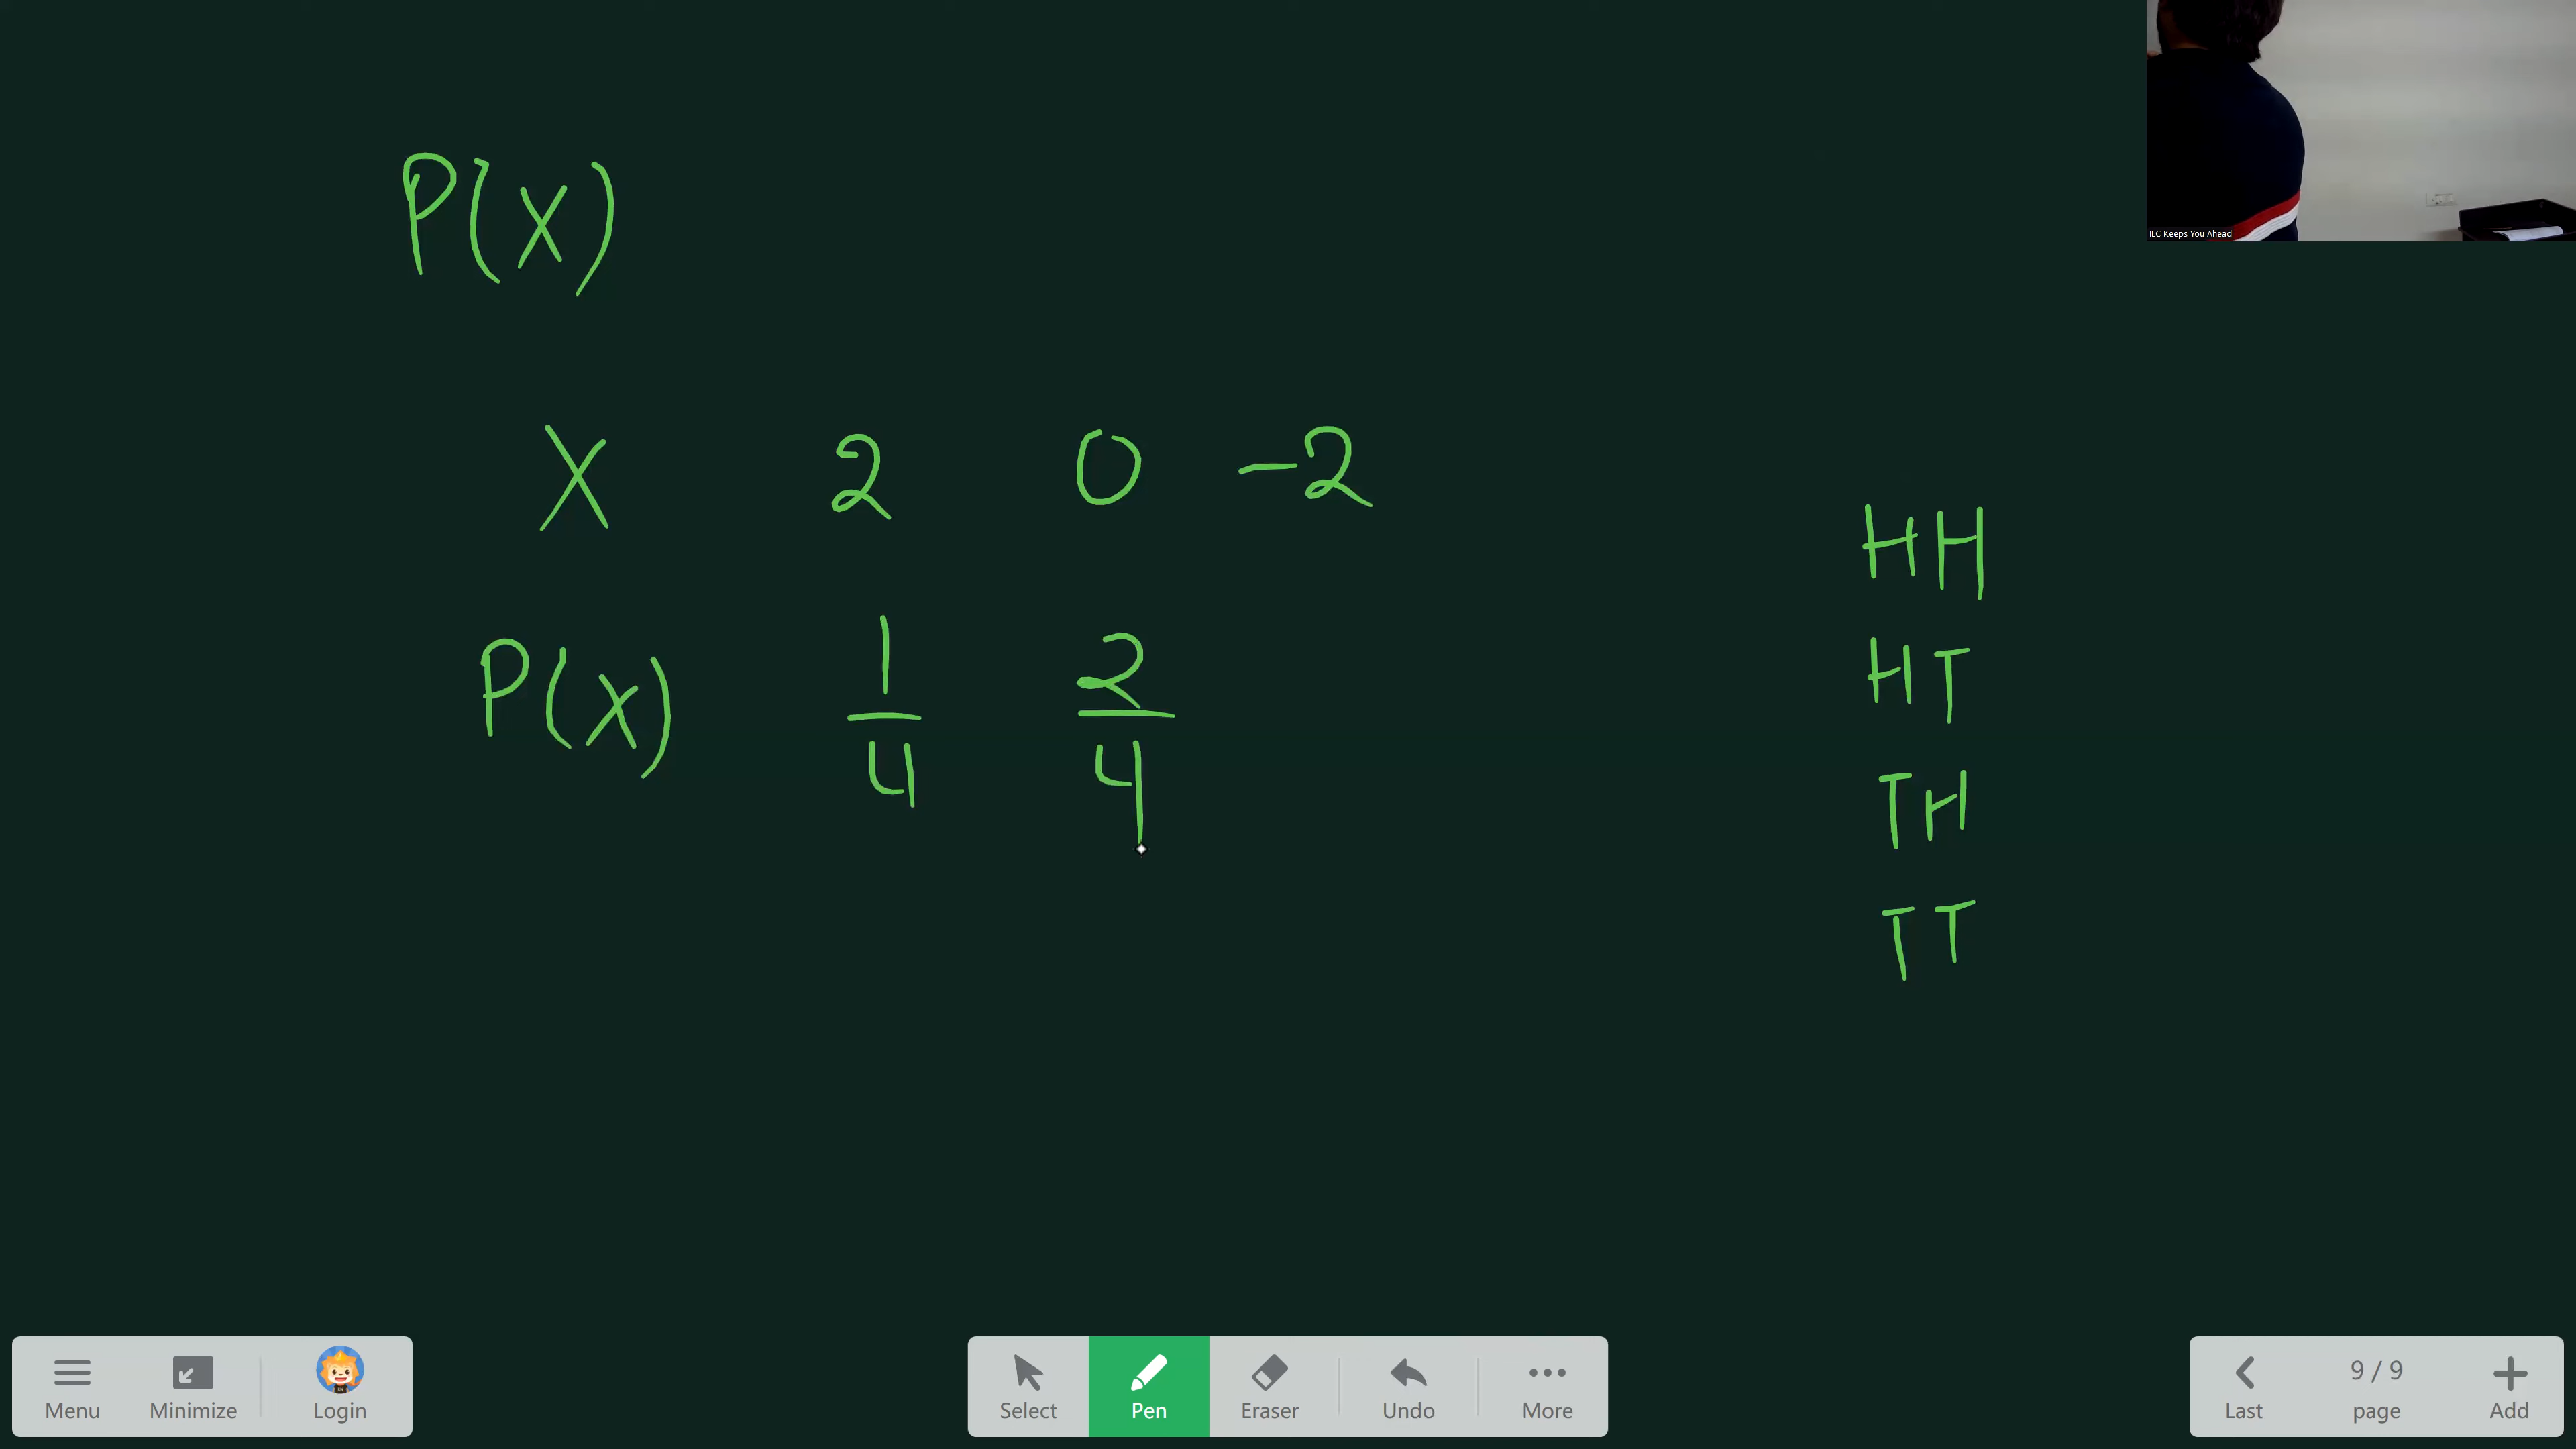 ILC Keeps You Ahead
P(X)
X 2 0 -2
P(X) 1/4 2/4
HH
HT
TH
TT
Menu Minimize Login Select Pen Eraser Undo More Last 9 / 9 page Add